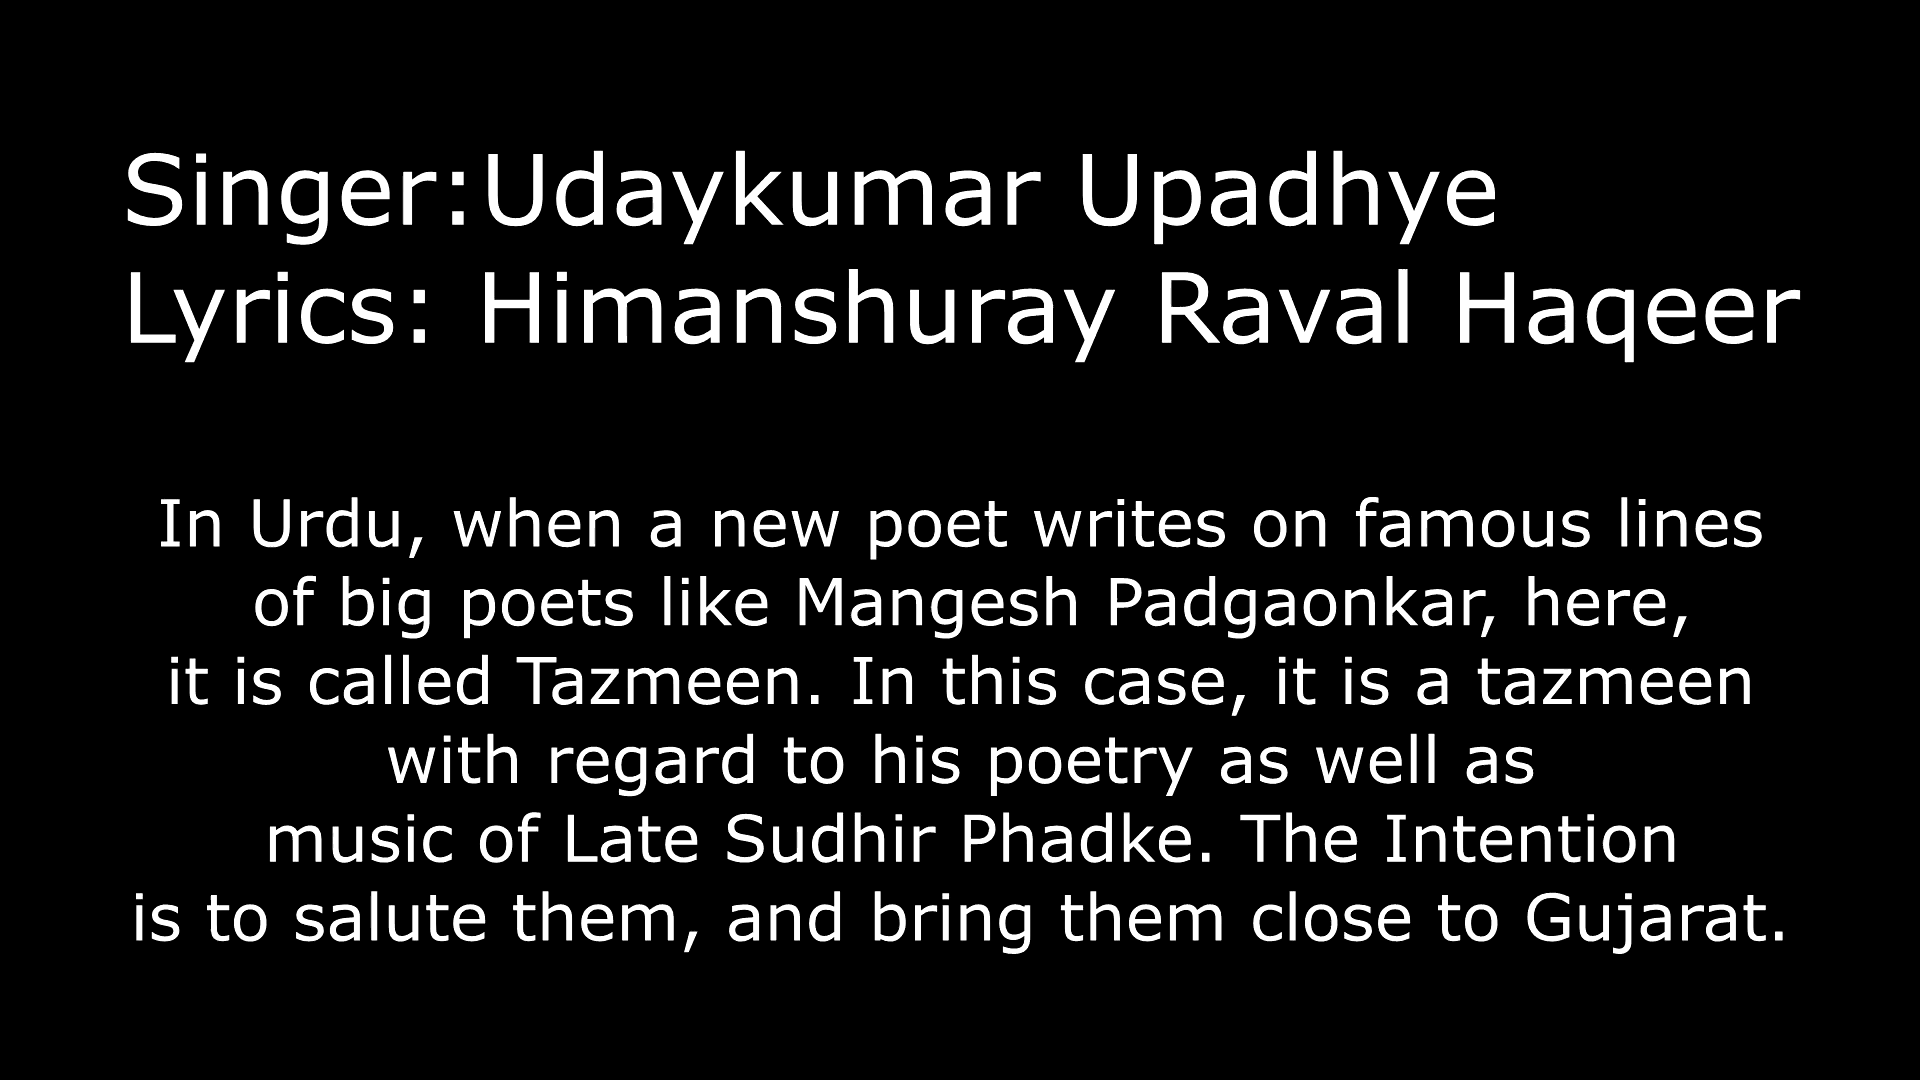 Singer:Udaykumar Upadhye
Lyrics: Himanshuray Raval Haqeer
In Urdu, when a new poet writes on famous lines
of big poets like Mangesh Padgaonkar, here,
it is called Tazmeen. In this case, it is a tazmeen
with regard to his poetry as well as
music of Late Sudhir Phadke. The Intention
is to salute them, and bring them close to Gujarat.